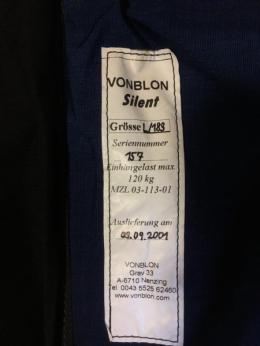 VONBLON
Silent
Grösse L/183
Seriennummer
157
Einhängelast max.
120 kg
MZL 03-113-01
Auslieferung am
03.09.2001
VONBLON
Grav 33
A-6710 Nenzing
Tel 0043 5525 62460
www.vonblon.com